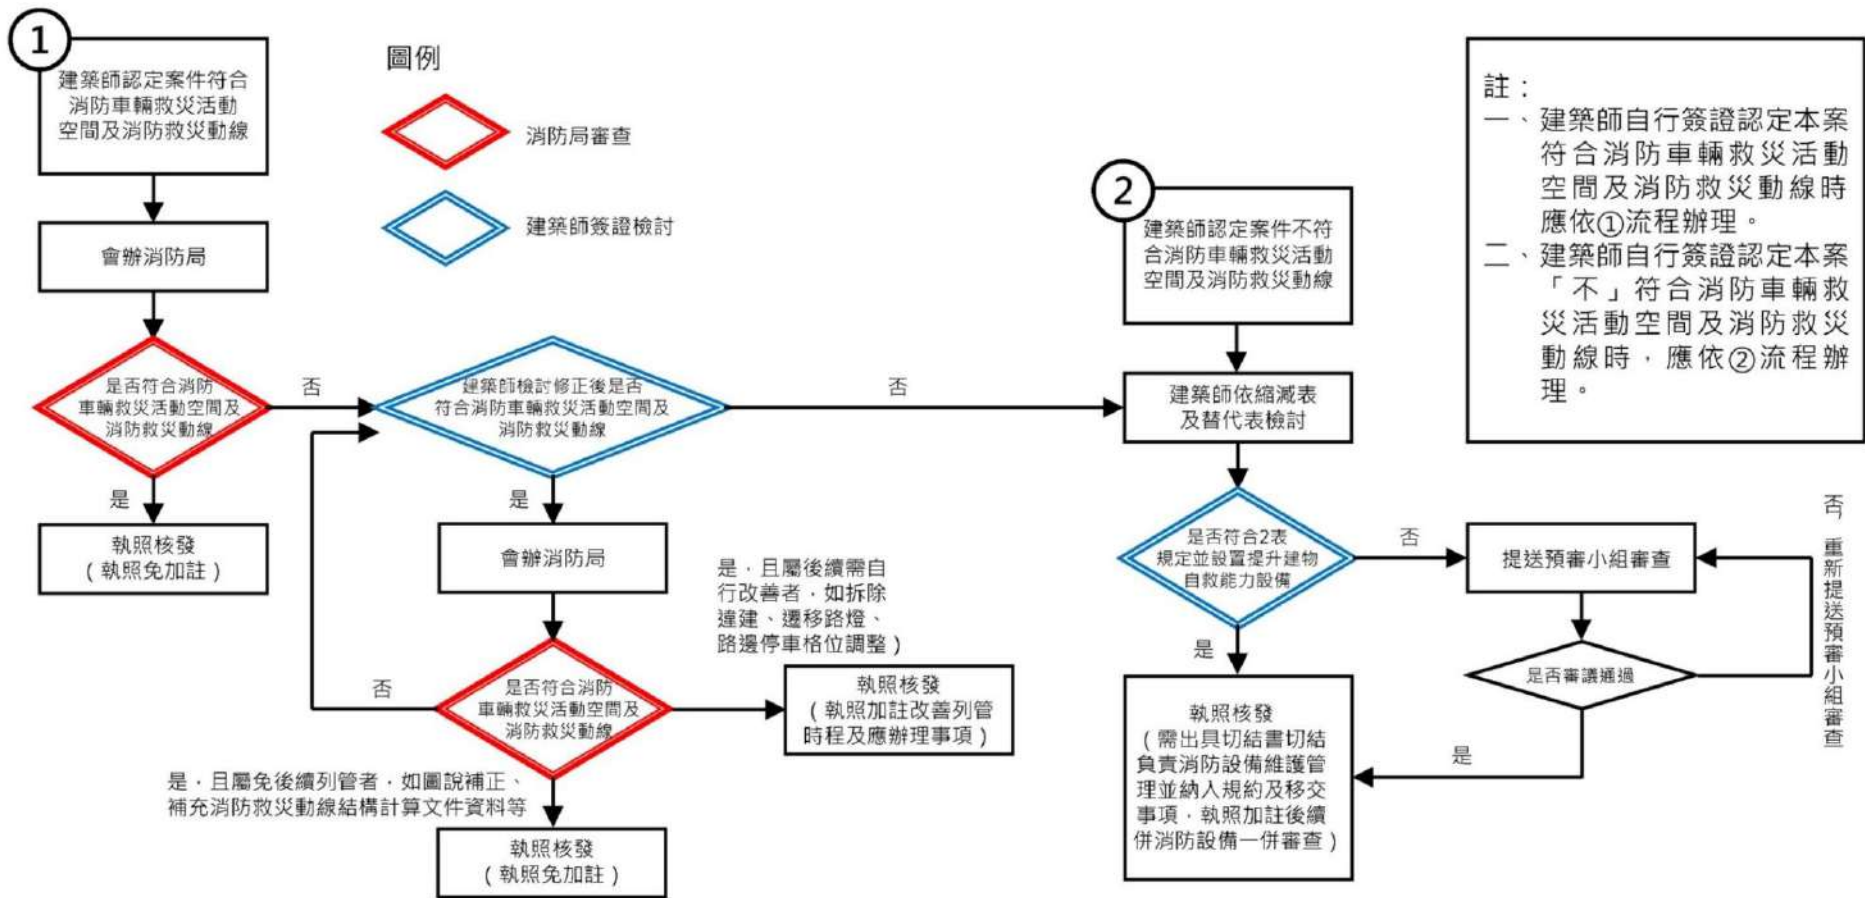 1
建築師認定案件符合
消防車輛救災活動
空間及消防救災動線
會辦消防局
是否符合消防
車輛救災活動空間及
消防救災動線
否
是
執照核發
（執照免加註）
圖例
消防局審查
建築師簽證檢討
建築師檢討修正後是否
符合消防車輛救災活動空間及
消防救災動線
否
是
會辦消防局
是否符合消防
車輛救災活動空間及
消防救災動線
否
是，且屬後續需自
行改善者，如拆除
違建、遷移路燈、
路邊停車格位調整）
執照核發
（執照加註改善列管
時程及應辦理事項）
是，且屬免後續列管者，如圖說補正、
補充消防救災動線結構計算文件資料等
執照核發
（執照免加註）
2
建築師認定案件不符
合消防車輛救災活動
空間及消防救災動線
建築師依縮減表
及替代表檢討
是否符合2表
規定並設置提升建物
自救能力設備
否
是
提送預審小組審查
是否審議通過
否，重新提送預審小組審查
是
執照核發
（需出具切結書切結
負責消防設備維護管
理並納入規約及移交
事項，執照加註後續
併消防設備一併審查）
註：
一、建築師自行簽證認定本案
符合消防車輛救災活動
空間及消防救災動線時
應依①流程辦理。
二、建築師自行簽證認定本案
「不」符合消防車輛救
災活動空間及消防救災
動線時，應依②流程辦
理。